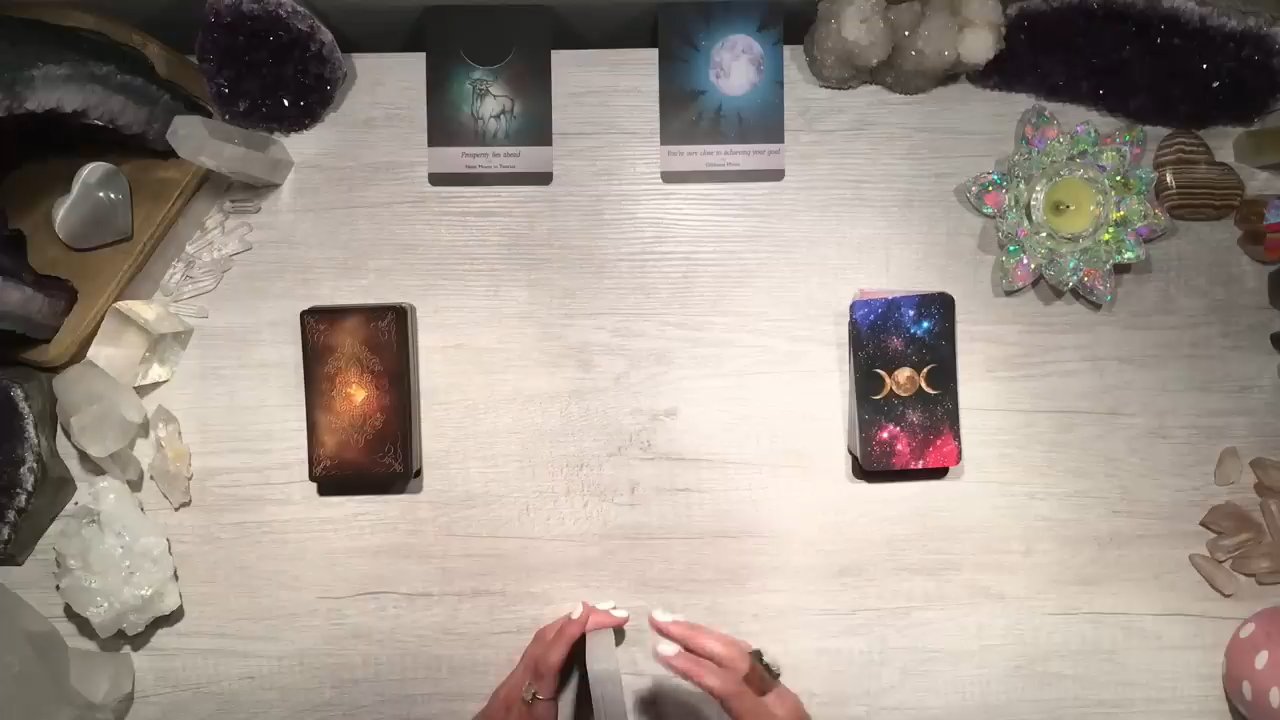 Prosperity lies ahead
New Moon in Taurus
You're very close to achieving your goal
Gibbous Moon